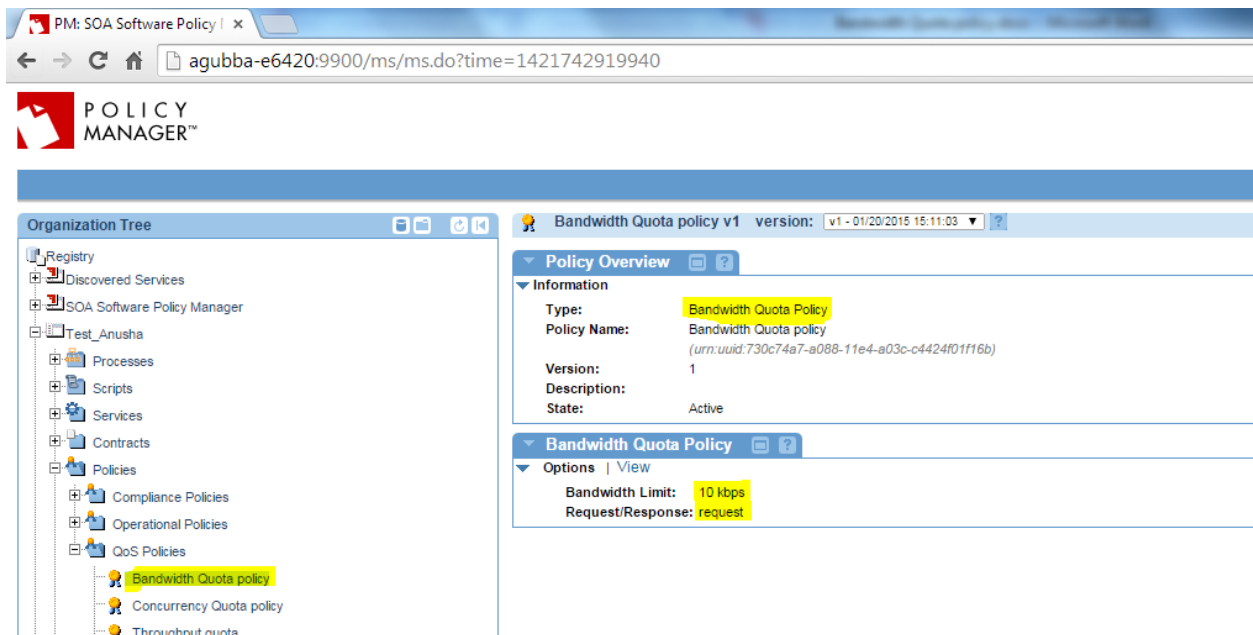 PM: SOA Software Policy
agubba-e6420:9900/ms/ms.do?time=1421742919940
POLICY
MANAGER™
Organization Tree
Registry
Discovered Services
SOA Software Policy Manager
Test_Anusha
Processes
Scripts
Services
Contracts
Policies
Compliance Policies
Operational Policies
QoS Policies
Bandwidth Quota policy
Concurrency Quota policy
Throughput quota
Bandwidth Quota policy v1 version: v1 - 01/20/2015 15:11:03
Policy Overview
Information
Type: Bandwidth Quota Policy
Policy Name: Bandwidth Quota policy
(urn:uuid:730c74a7-a088-11e4-a03c-c4424f01f16b)
Version: 1
Description:
State: Active
Bandwidth Quota Policy
Options | View
Bandwidth Limit: 10 kbps
Request/Response: request